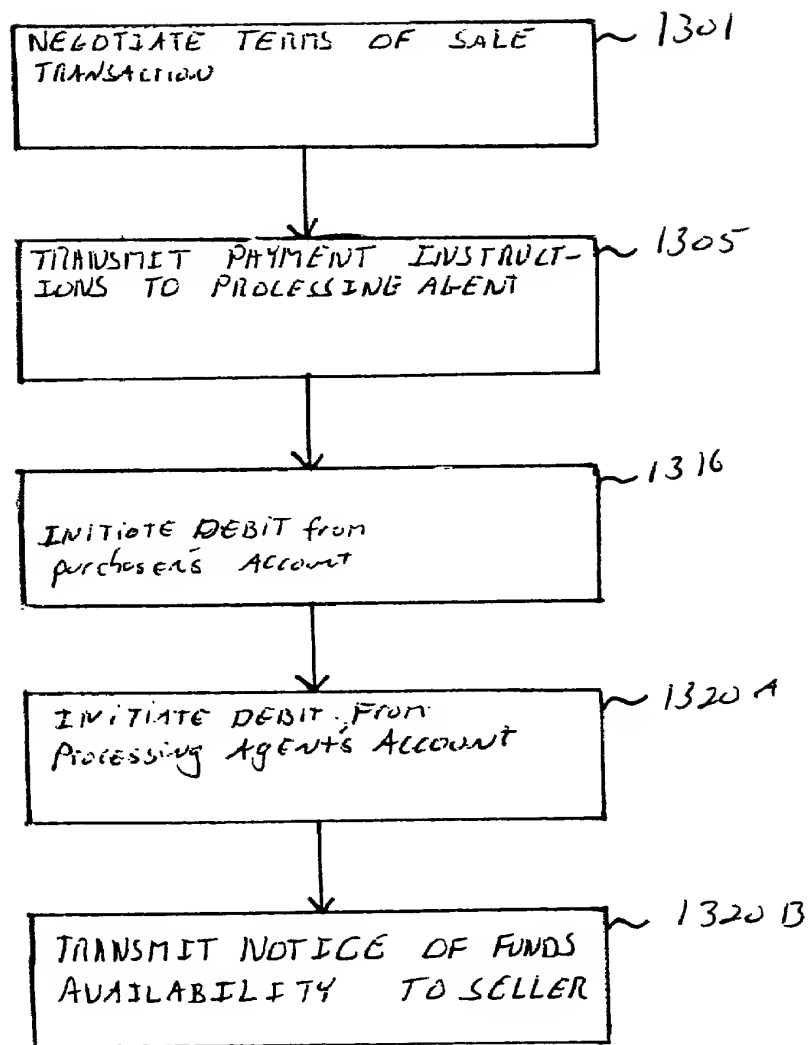 NEGOTIATE TERMS OF SALE
TRANSACTION
1301
TRANSMIT PAYMENT INSTRUCT-
IONS TO PROCESSING AGENT
1305
INITIATE DEBIT from
purchaser's Account
1316
INITIATE DEBIT From
Processing Agent's Account
1320 A
TRANSMIT NOTICE OF FUNDS
AVAILABILITY TO SELLER
1320 B